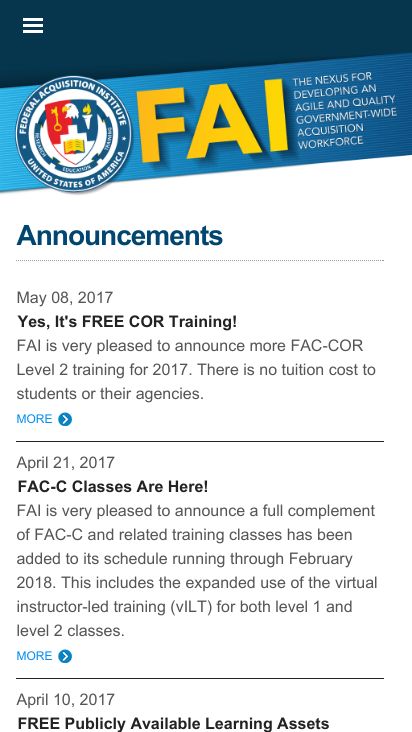 FEDERAL ACQUISITION INSTITUTE
EDUCATION
UNITED STATES OF AMERICA
FAI
THE NEXUS FOR
DEVELOPING AN
AGILE AND QUALITY
GOVERNMENT-WIDE
ACQUISITION
WORKFORCE
Announcements
May 08, 2017
Yes, It's FREE COR Training!
FAI is very pleased to announce more FAC-COR
Level 2 training for 2017. There is no tuition cost to
students or their agencies.
MORE
April 21, 2017
FAC-C Classes Are Here!
FAI is very pleased to announce a full complement
of FAC-C and related training classes has been
added to its schedule running through February
2018. This includes the expanded use of the virtual
instructor-led training (vILT) for both level 1 and
level 2 classes.
MORE
April 10, 2017
FREE Publicly Available Learning Assets